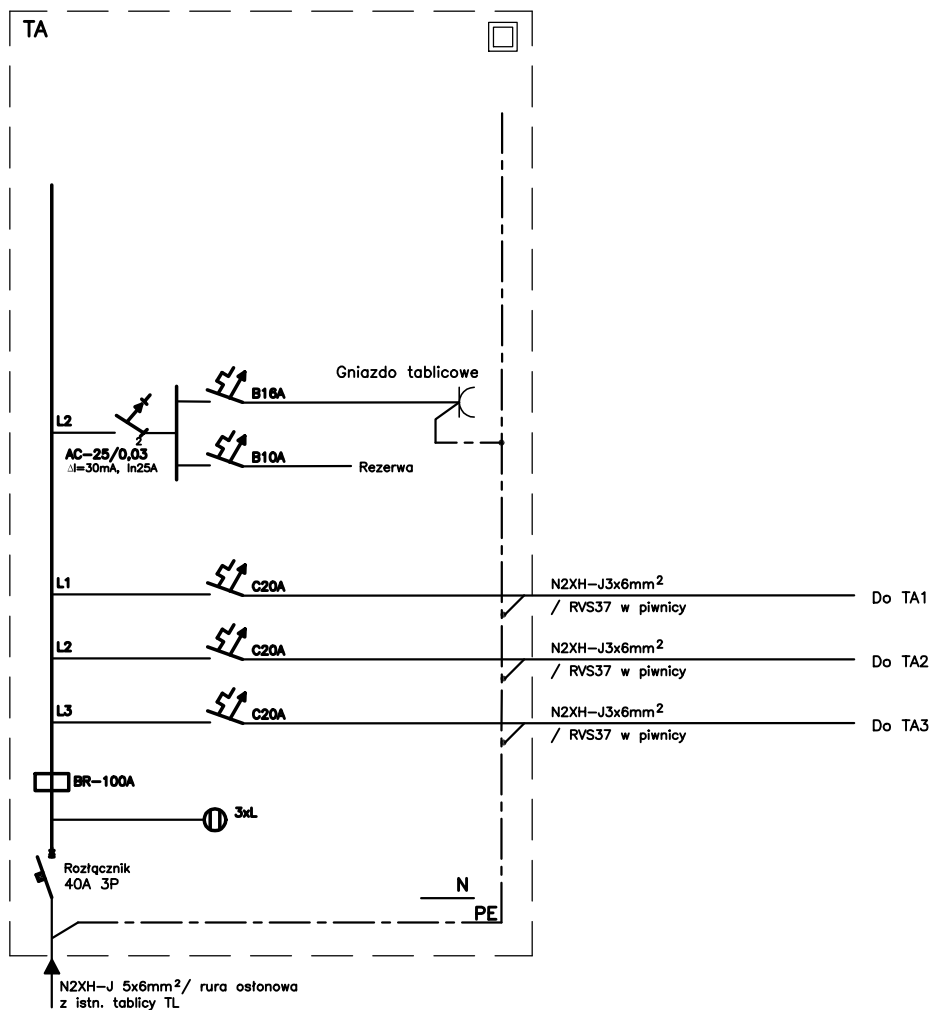 TA
Gniazdo tablicowe
B16A
L2
2
AC-25/0,03
ΔI=30mA, In25A
B10A
Rezerwa
L1
C20A
N2XH-J3x6mm²
/ RVS37 w piwnicy
Do TA1
L2
C20A
N2XH-J3x6mm²
/ RVS37 w piwnicy
Do TA2
L3
C20A
N2XH-J3x6mm²
/ RVS37 w piwnicy
Do TA3
BR-100A
3xL
Rozłącznik
40A 3P
N
PE
N2XH-J 5x6mm²/ rura osłonowa
z istn. tablicy TL